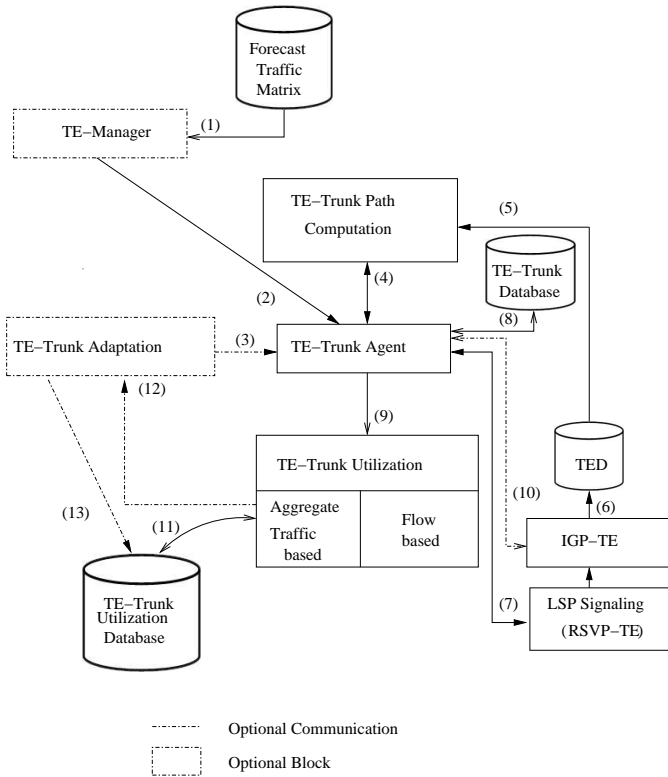 Forecast
Traffic
Matrix
TE−Manager
(1)
TE−Trunk Path
Computation
(5)
(4)
TE−Trunk
Database
(2)
(8)
TE−Trunk Adaptation
(3)
TE−Trunk Agent
(12)
(9)
TE−Trunk Utilization
TED
(10)
(13)
(11)
Aggregate
Traffic
based
Flow
based
(6)
IGP−TE
TE−Trunk
Utilization
Database
(7)
LSP Signaling
(RSVP−TE)
Optional Communication
Optional Block